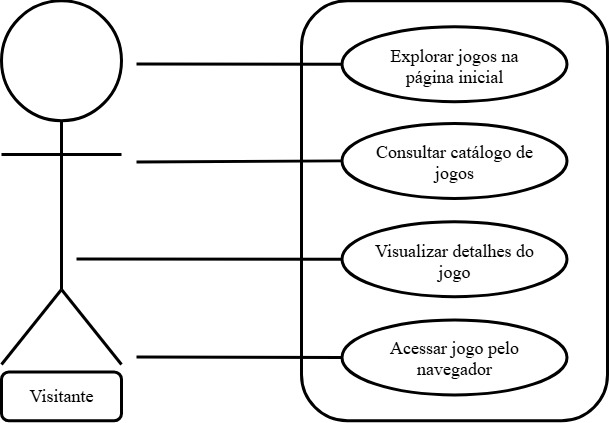 Explorar jogos na
página inicial
Consultar catálogo de
jogos
Visualizar detalhes do
jogo
Acessar jogo pelo
navegador
Visitante